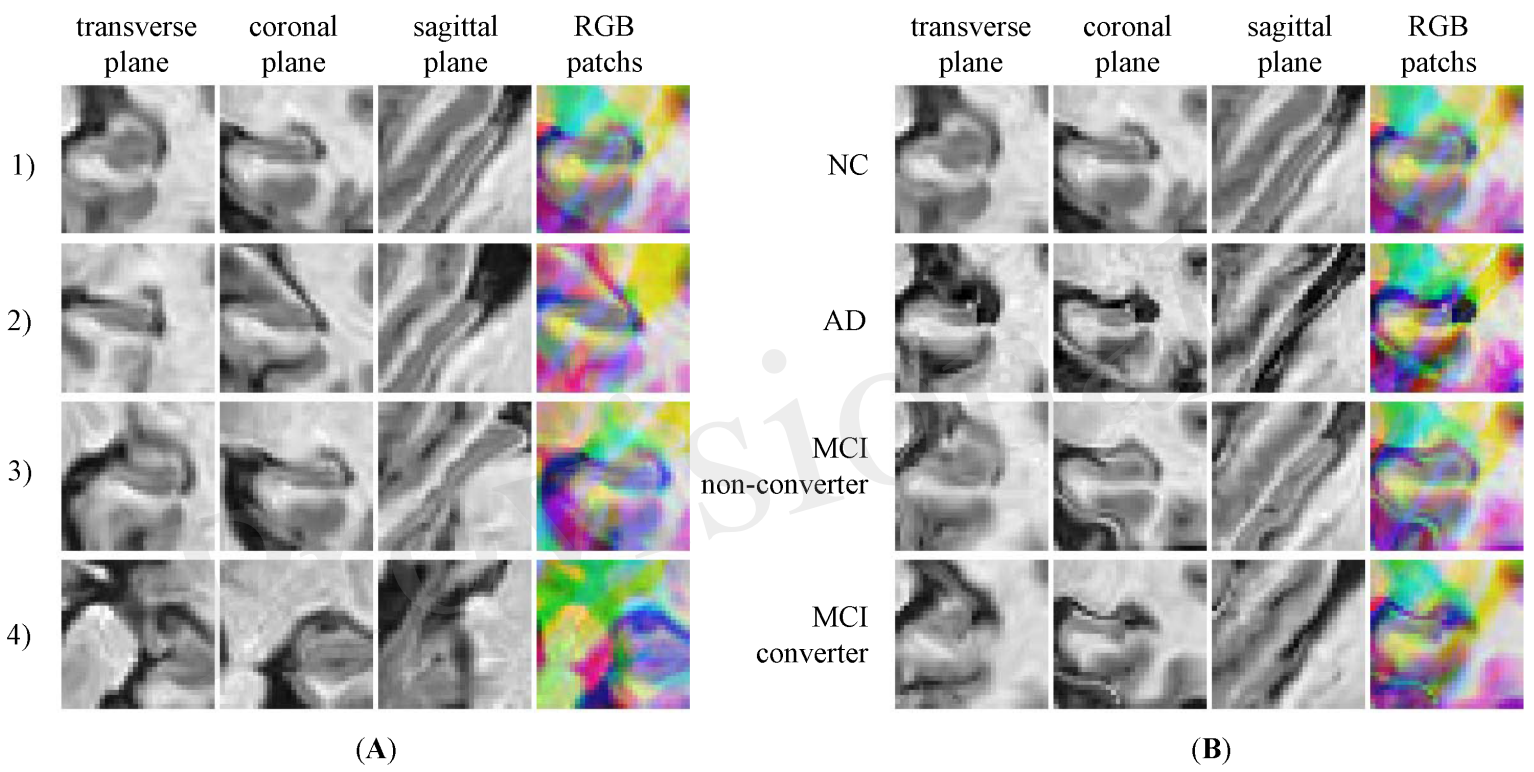 transverse plane coronal plane sagittal plane RGB patchs
transverse plane coronal plane sagittal plane RGB patchs
1)
2)
3)
4)
NC
AD
MCI
non-converter
MCI
converter
(A)
(B)